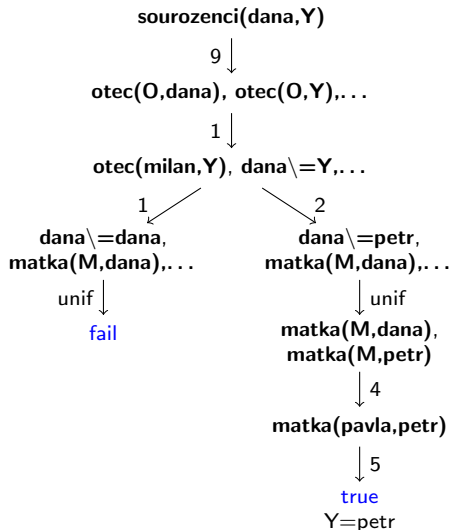 sourozenci(dana,Y)
9
otec(O,dana), otec(O,Y),...
1
otec(milan,Y), dana\=Y,...
1
2
dana\=dana,
matka(M,dana),...
dana\=petr,
matka(M,dana),...
unif
unif
fail
matka(M,dana),
matka(M,petr)
4
matka(pavla,petr)
5
true
Y=petr